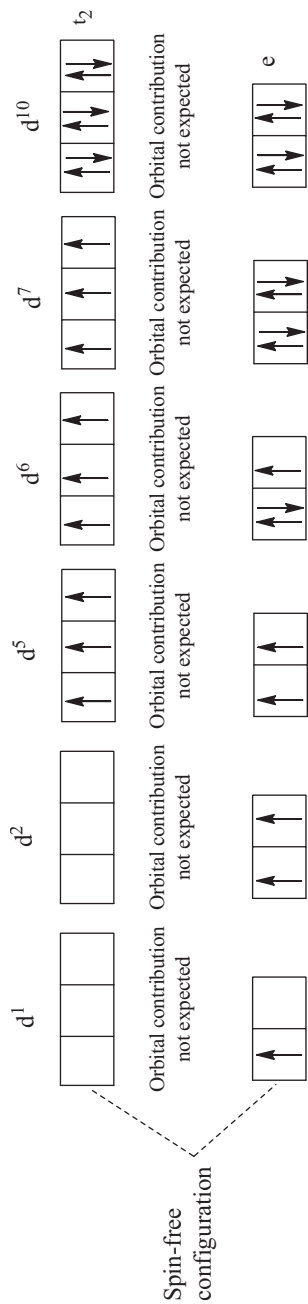 d¹ d² d⁵ d⁶ d⁷ d¹⁰
t₂
Orbital contribution
not expected
Orbital contribution
not expected
Orbital contribution
not expected
Orbital contribution
not expected
Orbital contribution
not expected
Orbital contribution
not expected
Spin-free
configuration
e